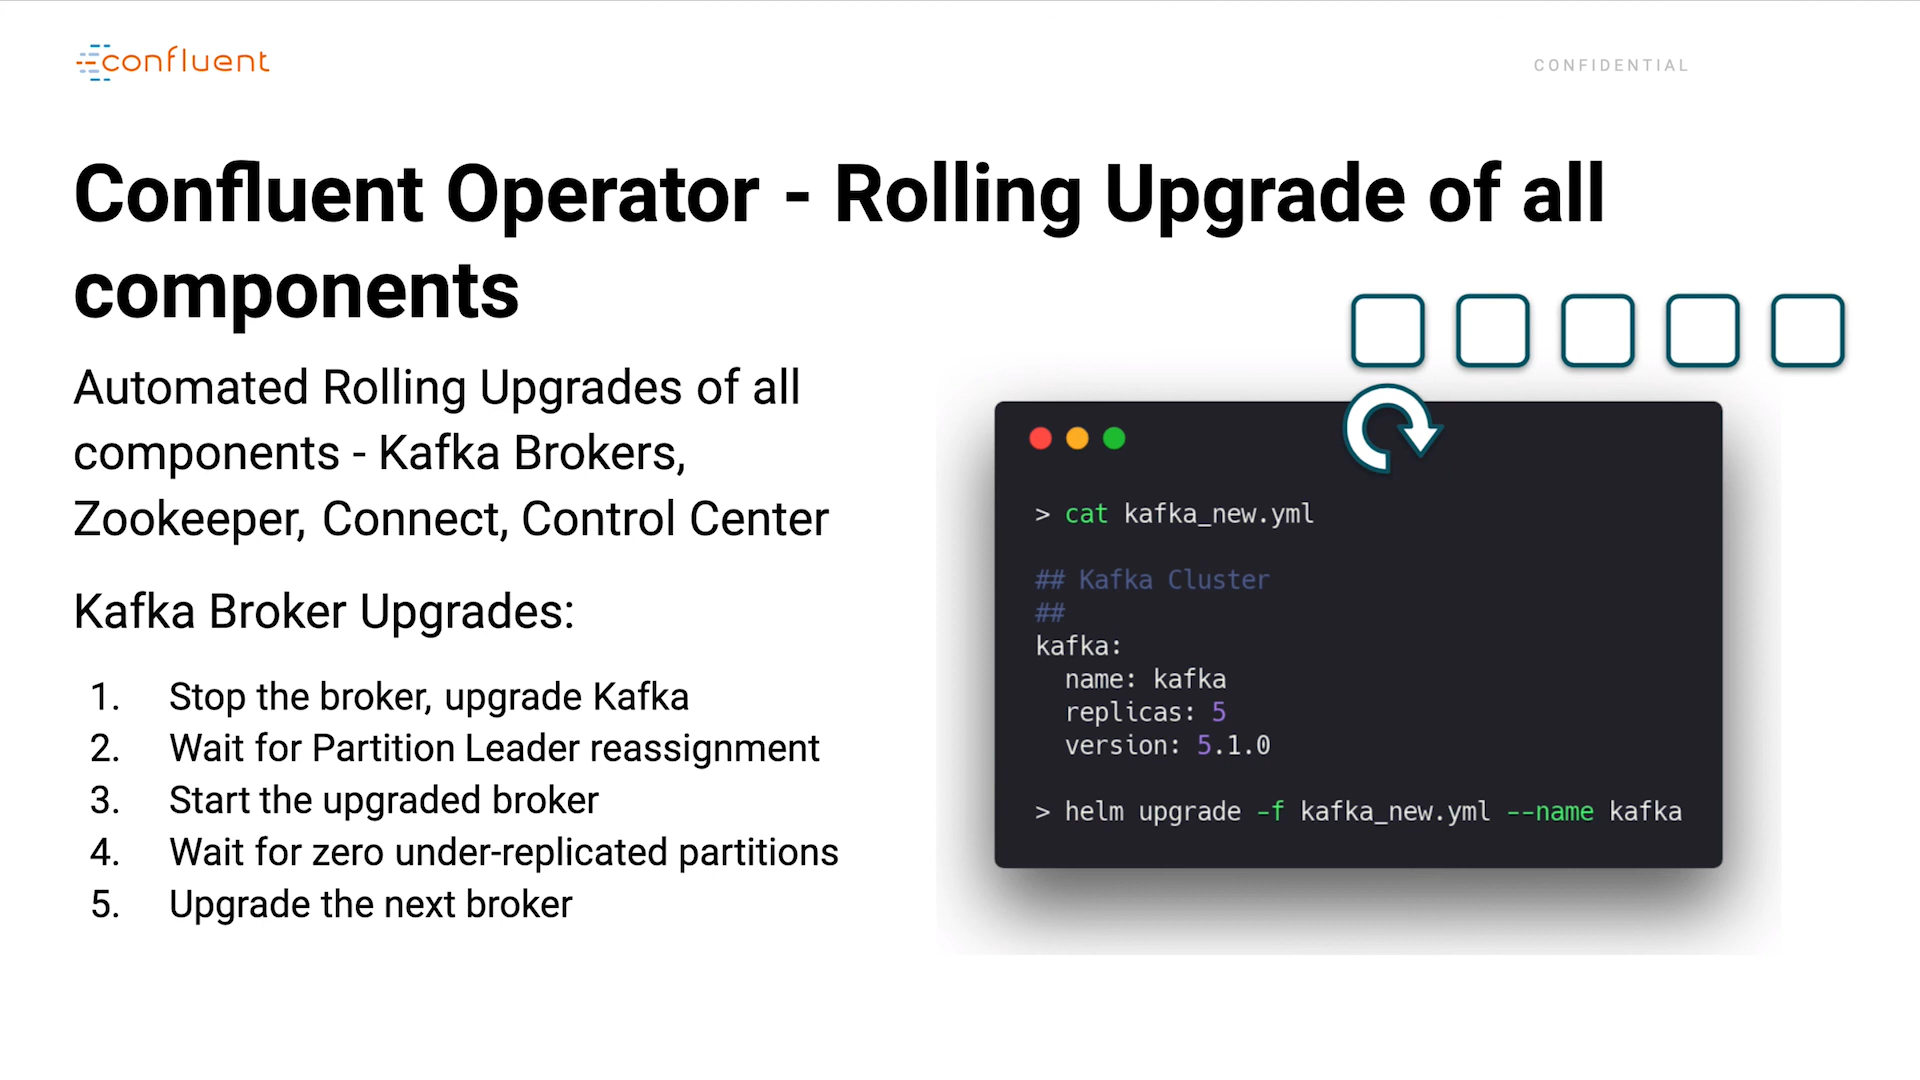 confluent
CONFIDENTIAL
Confluent Operator - Rolling Upgrade of all
components
Automated Rolling Upgrades of all
components - Kafka Brokers,
Zookeeper, Connect, Control Center
Kafka Broker Upgrades:
1. Stop the broker, upgrade Kafka
2. Wait for Partition Leader reassignment
3. Start the upgraded broker
4. Wait for zero under-replicated partitions
5. Upgrade the next broker
> cat kafka_new.yml
## Kafka Cluster
##
kafka:
  name: kafka
  replicas: 5
  version: 5.1.0
> helm upgrade -f kafka_new.yml --name kafka